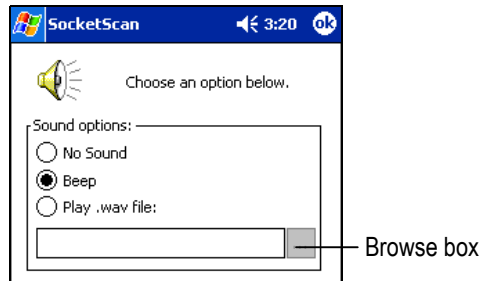 SocketScan 3:20 ok
Choose an option below.
Sound options:
No Sound
Beep
Play .wav file:
Browse box